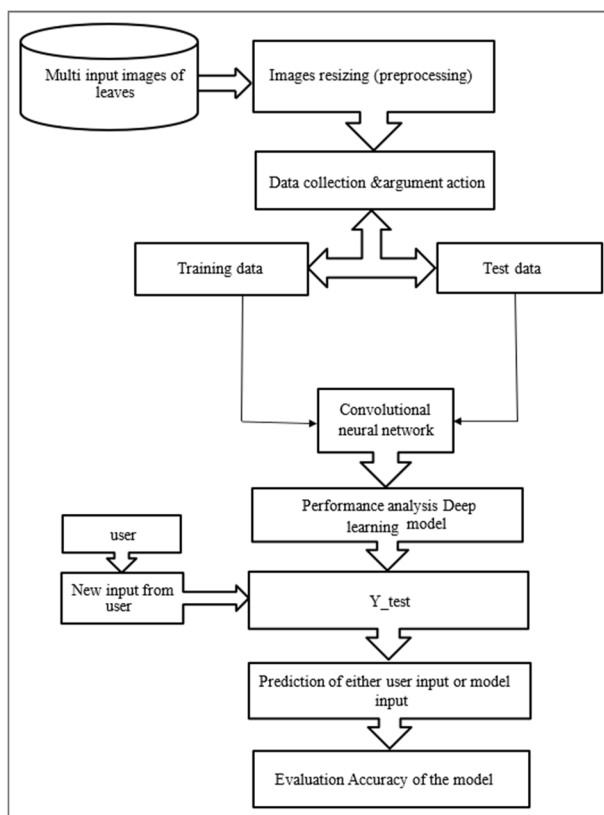 Multi input images of
leaves
Images resizing (preprocessing)
Data collection &argument action
Training data
Test data
Convolutional
neural network
Performance analysis Deep
learning model
user
New input from
user
Y_test
Prediction of either user input or model
input
Evaluation Accuracy of the model